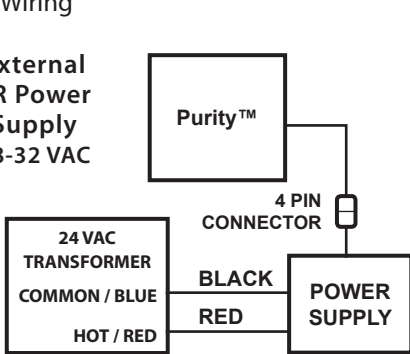 Wiring
xternal
R Power
Supply
3-32 VAC
Purity™
4 PIN
CONNECTOR
24 VAC
TRANSFORMER
COMMON / BLUE
HOT / RED
BLACK
RED
POWER
SUPPLY